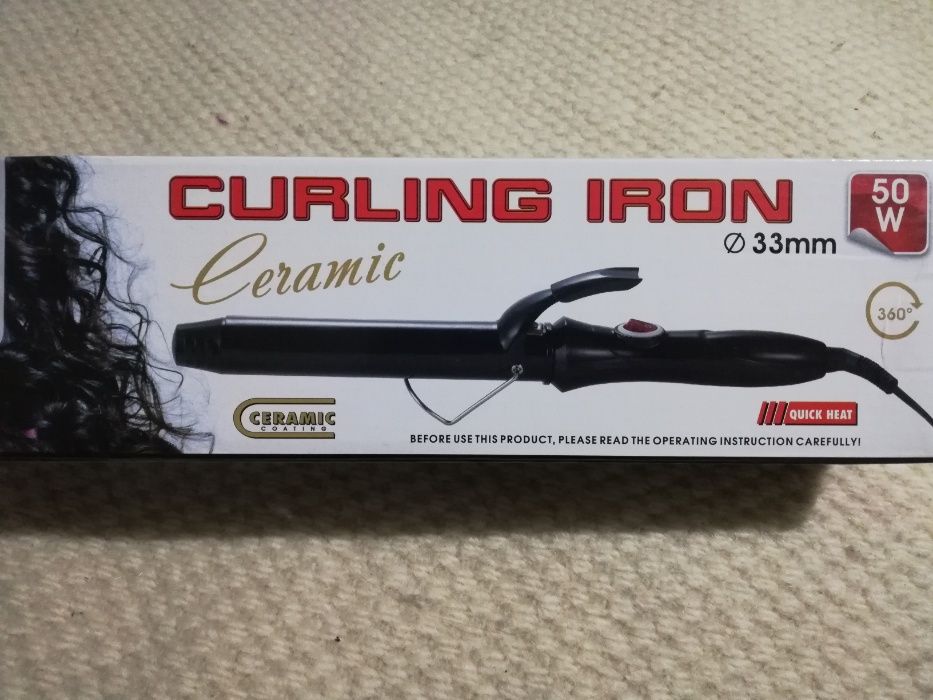 CURLING IRON
50
W
Ø 33mm
Ceramic
360°
CERAMIC
COATING
QUICK HEAT
BEFORE USE THIS PRODUCT, PLEASE READ THE OPERATING INSTRUCTION CAREFULLY!